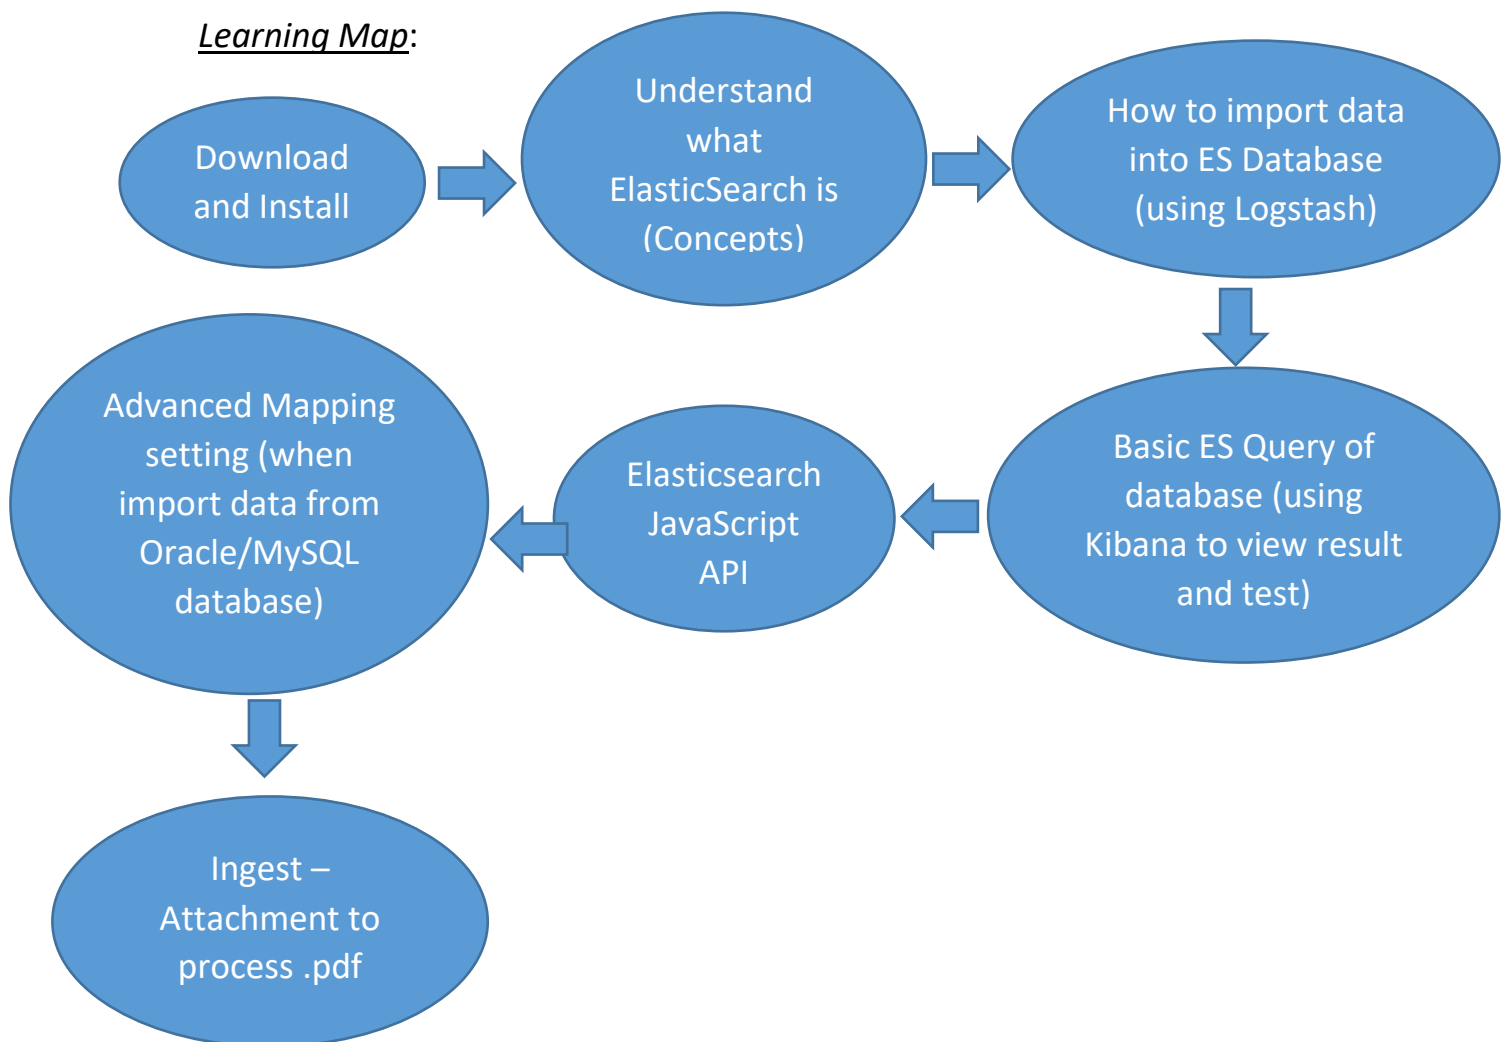 Learning Map:
Download
and Install
Understand
what
ElasticSearch is
(Concepts)
How to import data
into ES Database
(using Logstash)
Basic ES Query of
database (using
Kibana to view result
and test)
Elasticsearch
JavaScript
API
Advanced Mapping
setting (when
import data from
Oracle/MySQL
database)
Ingest –
Attachment to
process .pdf